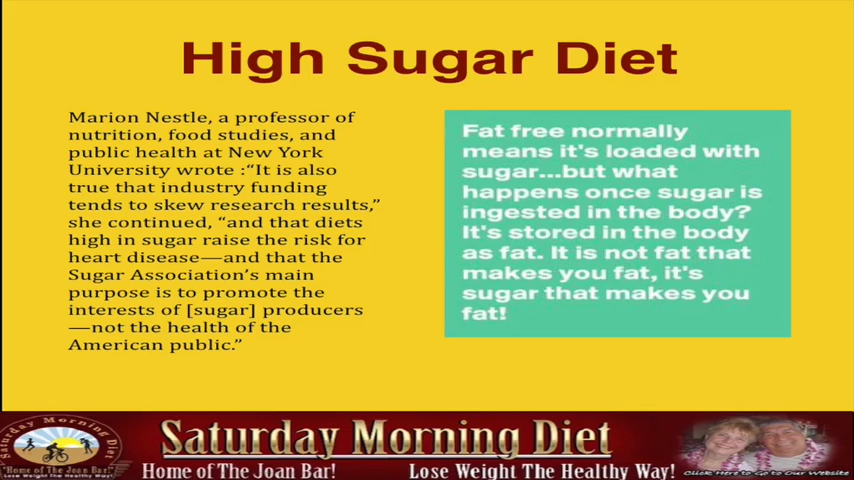 High Sugar Diet
Marion Nestle, a professor of
nutrition, food studies, and
public health at New York
University wrote :“It is also
true that industry funding
tends to skew research results,”
she continued, “and that diets
high in sugar raise the risk for
heart disease—and that the
Sugar Association’s main
purpose is to promote the
interests of [sugar] producers
—not the health of the
American public.”
Fat free normally
means it's loaded with
sugar...but what
happens once sugar is
ingested in the body?
It's stored in the body
as fat. It is not fat that
makes you fat, it's
sugar that makes you
fat!
Saturday Morning Diet
"Home of The Joan Bar!"
Lose Weight The Healthy Way!
Saturday Morning Diet
Home of The Joan Bar!
Lose Weight The Healthy Way!
Click Here to Go to Our Website